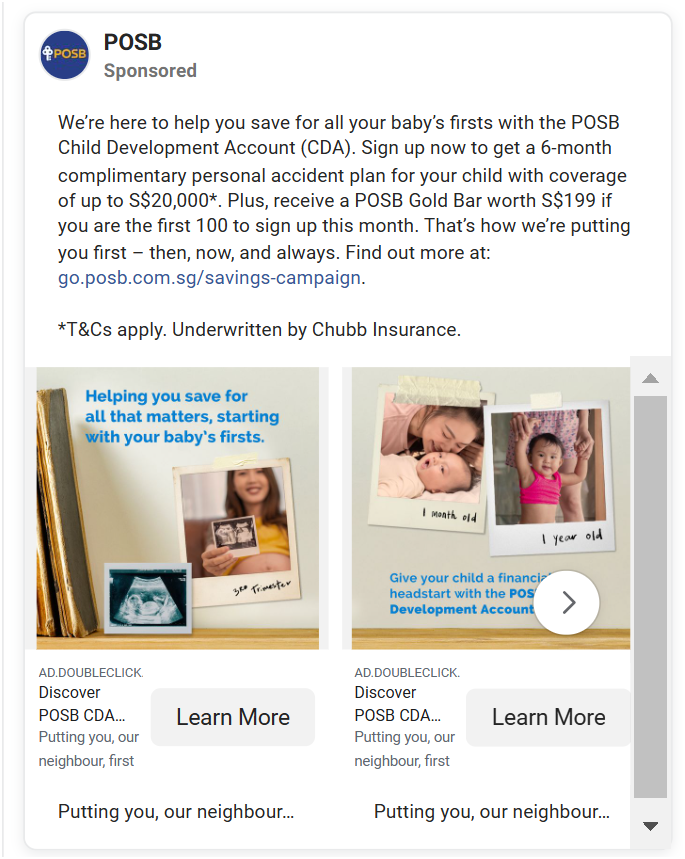 POSB
POSB
Sponsored
We're here to help you save for all your baby's firsts with the POSB
Child Development Account (CDA). Sign up now to get a 6-month
complimentary personal accident plan for your child with coverage
of up to S$20,000*. Plus, receive a POSB Gold Bar worth S$199 if
you are the first 100 to sign up this month. That's how we're putting
you first – then, now, and always. Find out more at:
go.posb.com.sg/savings-campaign.
*T&Cs apply. Underwritten by Chubb Insurance.
Helping you save for
all that matters, starting
with your baby's firsts.
3RD Trimester
1 month old
1 year old
Give your child a financial
headstart with the POS
Development Account
AD.DOUBLECLICK.
Discover
POSB CDA...
Putting you, our
neighbour, first
Learn More
AD.DOUBLECLICK.
Discover
POSB CDA...
Putting you, our
neighbour, first
Learn More
Putting you, our neighbour...
Putting you, our neighbour...